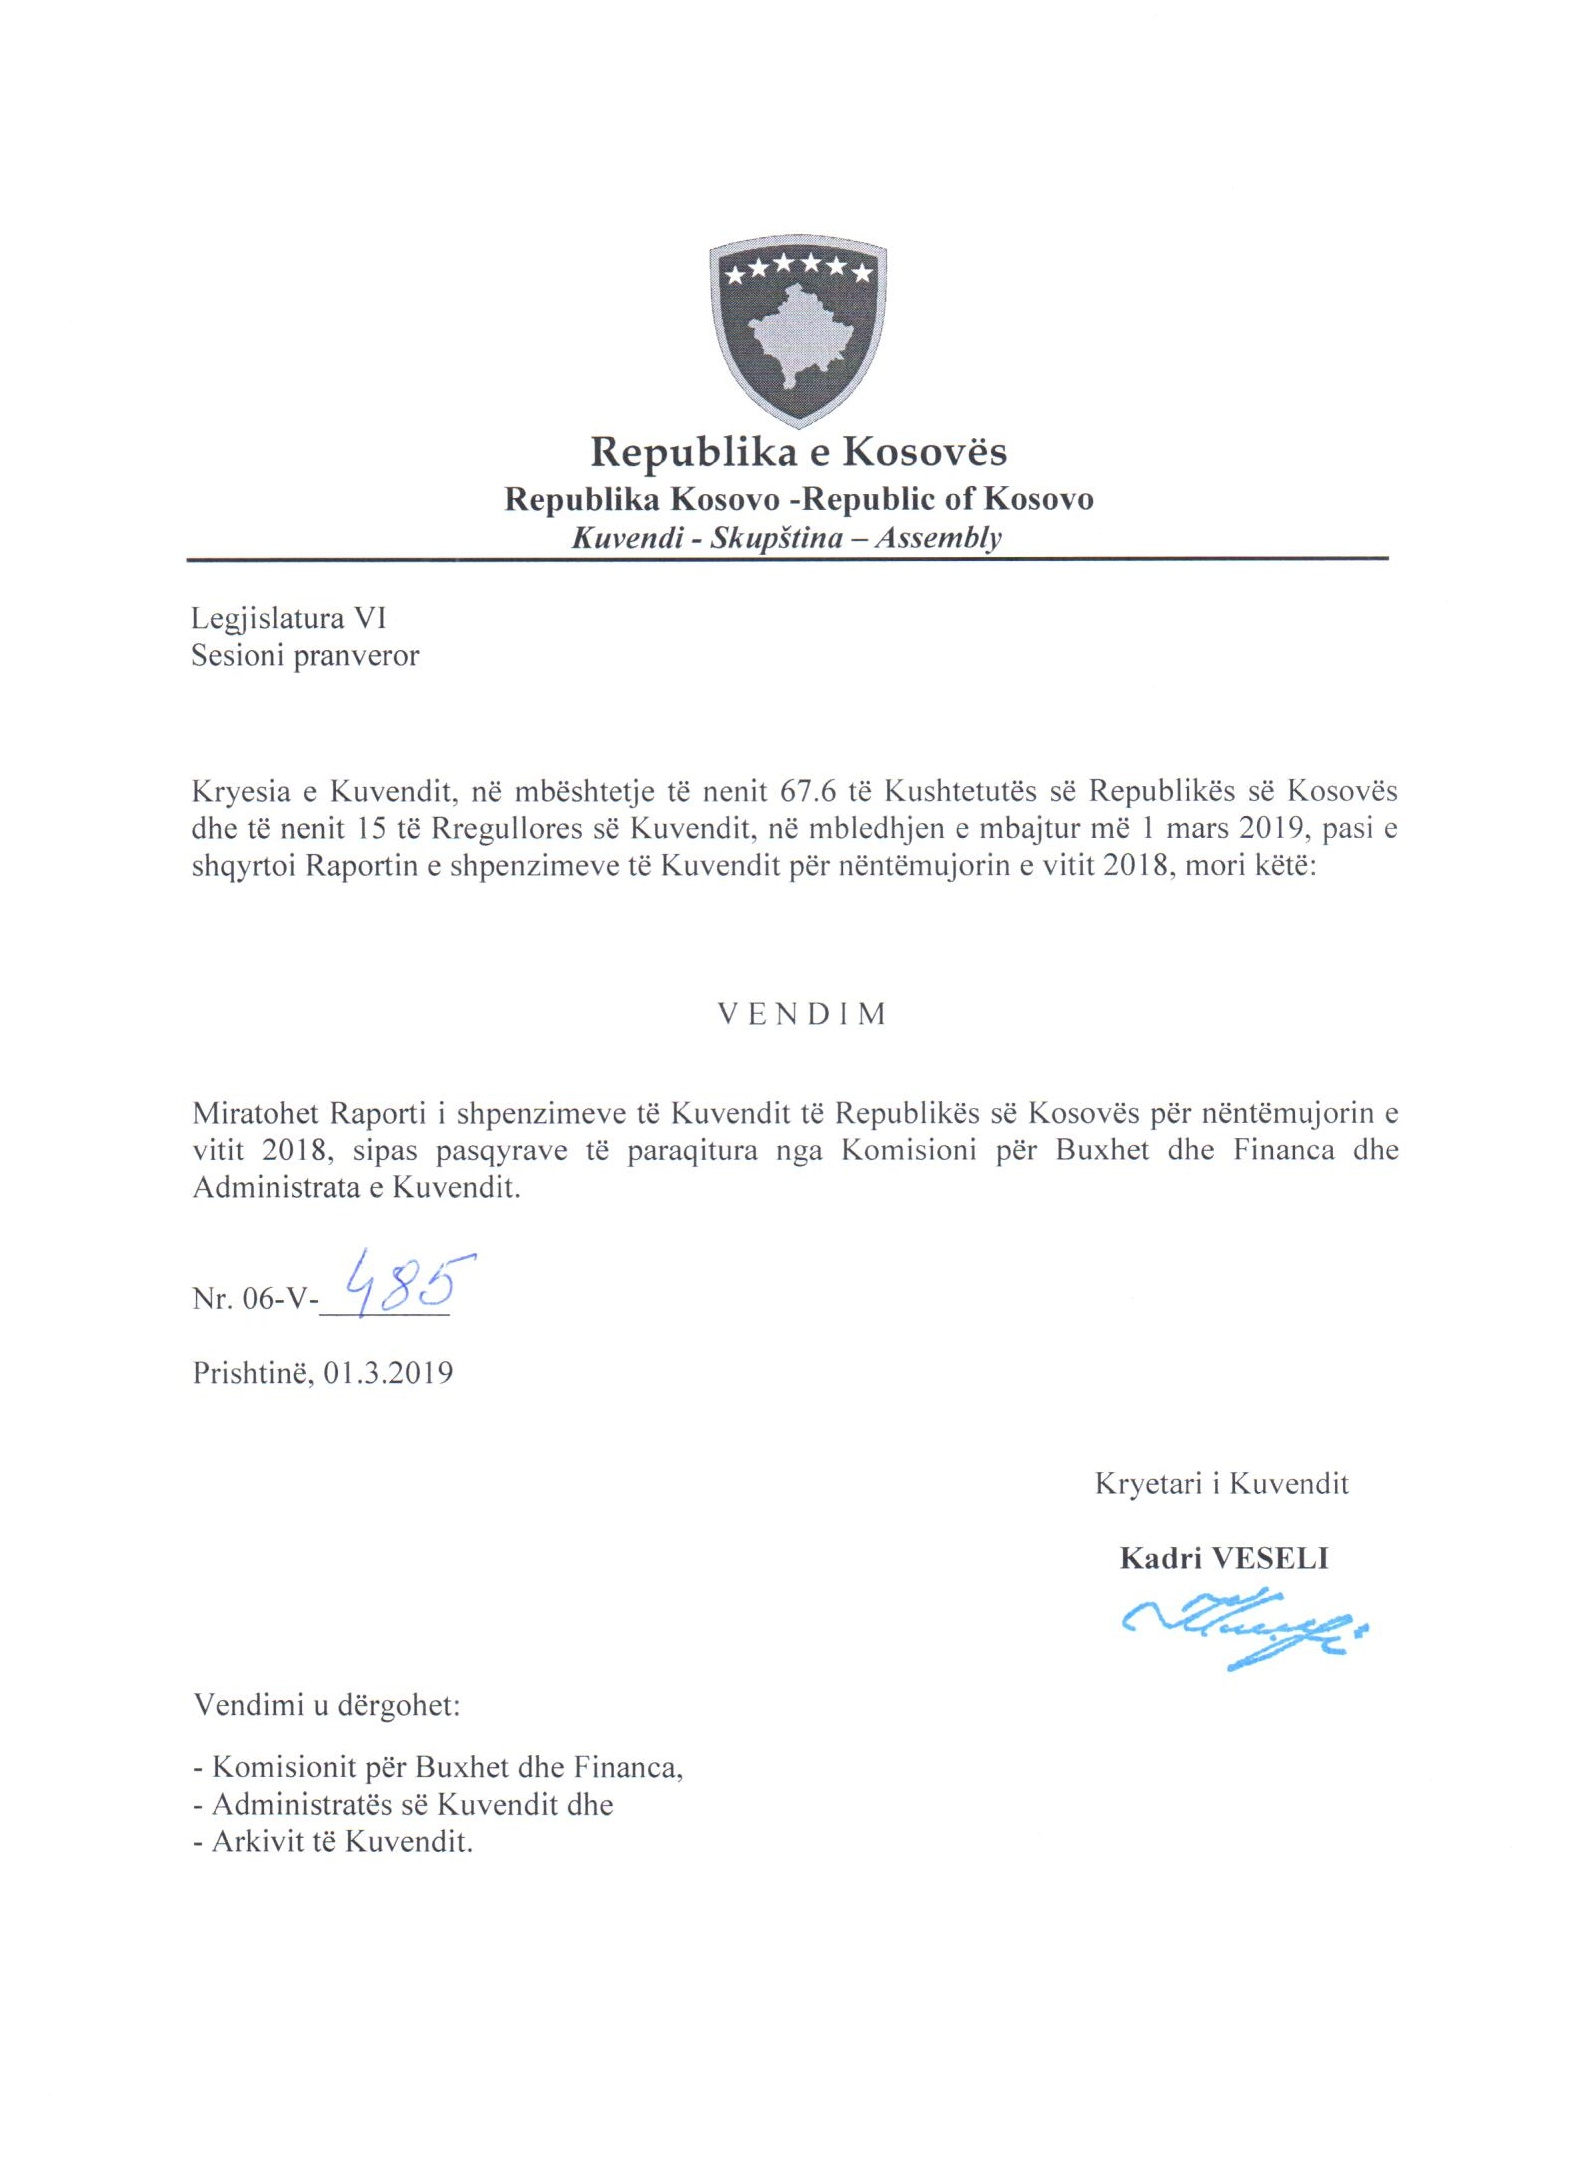 Republika e Kosovës
Republika Kosovo -Republic of Kosovo
Kuvendi - Skupština – Assembly
Legjislatura VI
Sesioni pranveror
Kryesia e Kuvendit, në mbështetje të nenit 67.6 të Kushtetutës së Republikës së Kosovës
dhe të nenit 15 të Rregullores së Kuvendit, në mbledhjen e mbajtur më 1 mars 2019, pasi e
shqyrtoi Raportin e shpenzimeve të Kuvendit për nëntëmujorin e vitit 2018, mori këtë:
V E N D I M
Miratohet Raporti i shpenzimeve të Kuvendit të Republikës së Kosovës për nëntëmujorin e
vitit 2018, sipas pasqyrave të paraqitura nga Komisioni për Buxhet dhe Financa dhe
Administrata e Kuvendit.
Nr. 06-V-485
Prishtinë, 01.3.2019
Kryetari i Kuvendit
Kadri VESELI
Vendimi u dërgohet:
- Komisionit për Buxhet dhe Financa,
- Administratës së Kuvendit dhe
- Arkivit të Kuvendit.